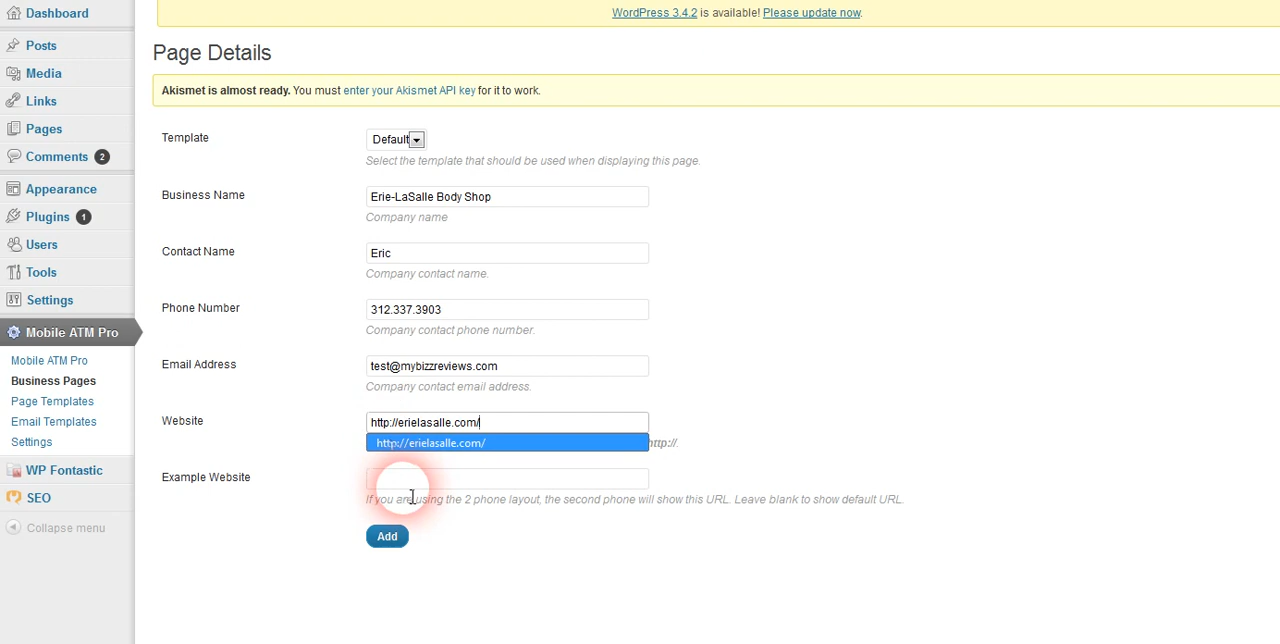 Dashboard
Posts
Media
Links
Pages
Comments 2
Appearance
Plugins 1
Users
Tools
Settings
Mobile ATM Pro
Mobile ATM Pro
Business Pages
Page Templates
Email Templates
Settings
WP Fontastic
SEO
Collapse menu
WordPress 3.4.2 is available! Please update now.
Page Details
Akismet is almost ready. You must enter your Akismet API key for it to work.
Template
Default
Select the template that should be used when displaying this page.
Business Name
Erie-LaSalle Body Shop
Company name
Contact Name
Eric
Company contact name.
Phone Number
312.337.3903
Company contact phone number.
Email Address
test@mybizzreviews.com
Company contact email address.
Website
http://erielasalle.com/
http://erielasalle.com/
http://.
Example Website
If you are using the 2 phone layout, the second phone will show this URL. Leave blank to show default URL.
Add